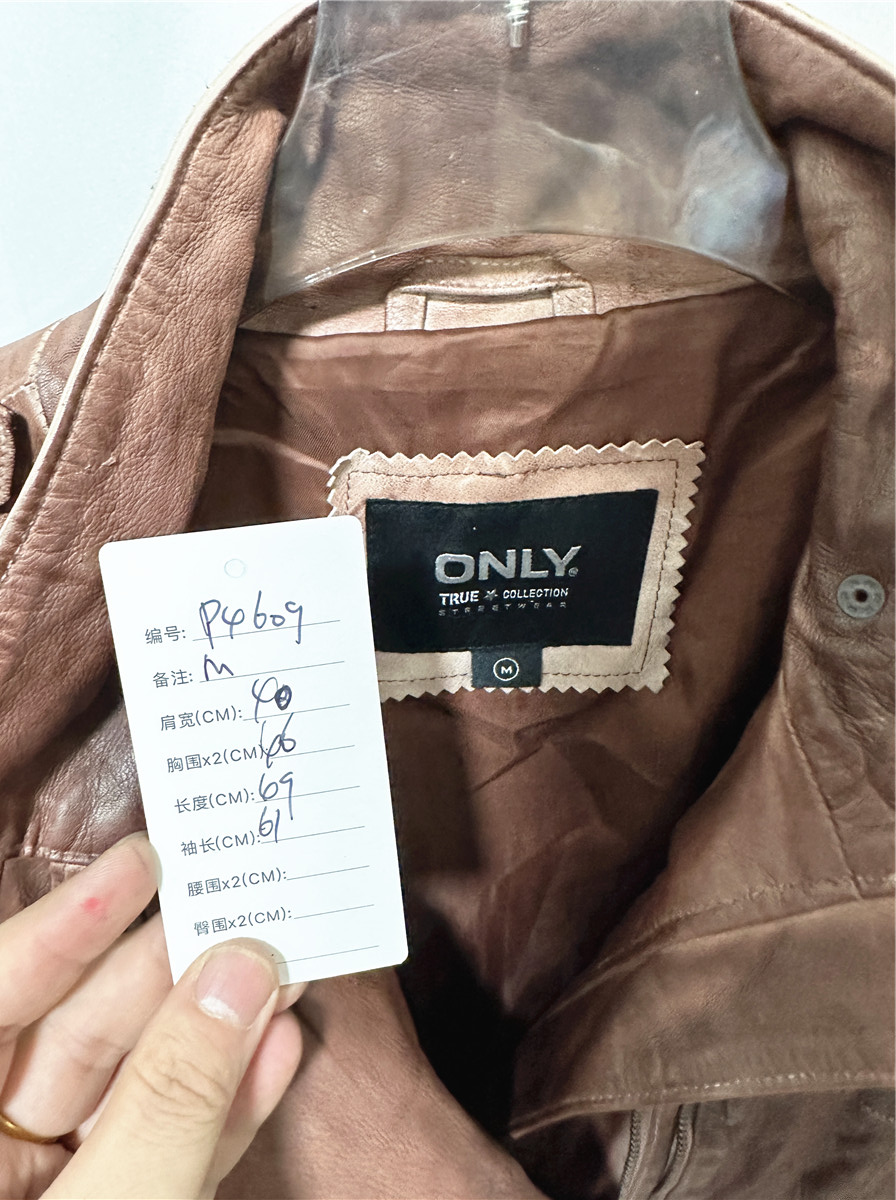 ONLY®
TRUE ★ COLLECTION
STREETWEAR
M
编号: P4609
备注: M
肩宽(CM): 40
胸围x2(CM) 106
长度(CM): 69
袖长(CM): 61
腰围x2(CM):
臀围x2(CM):